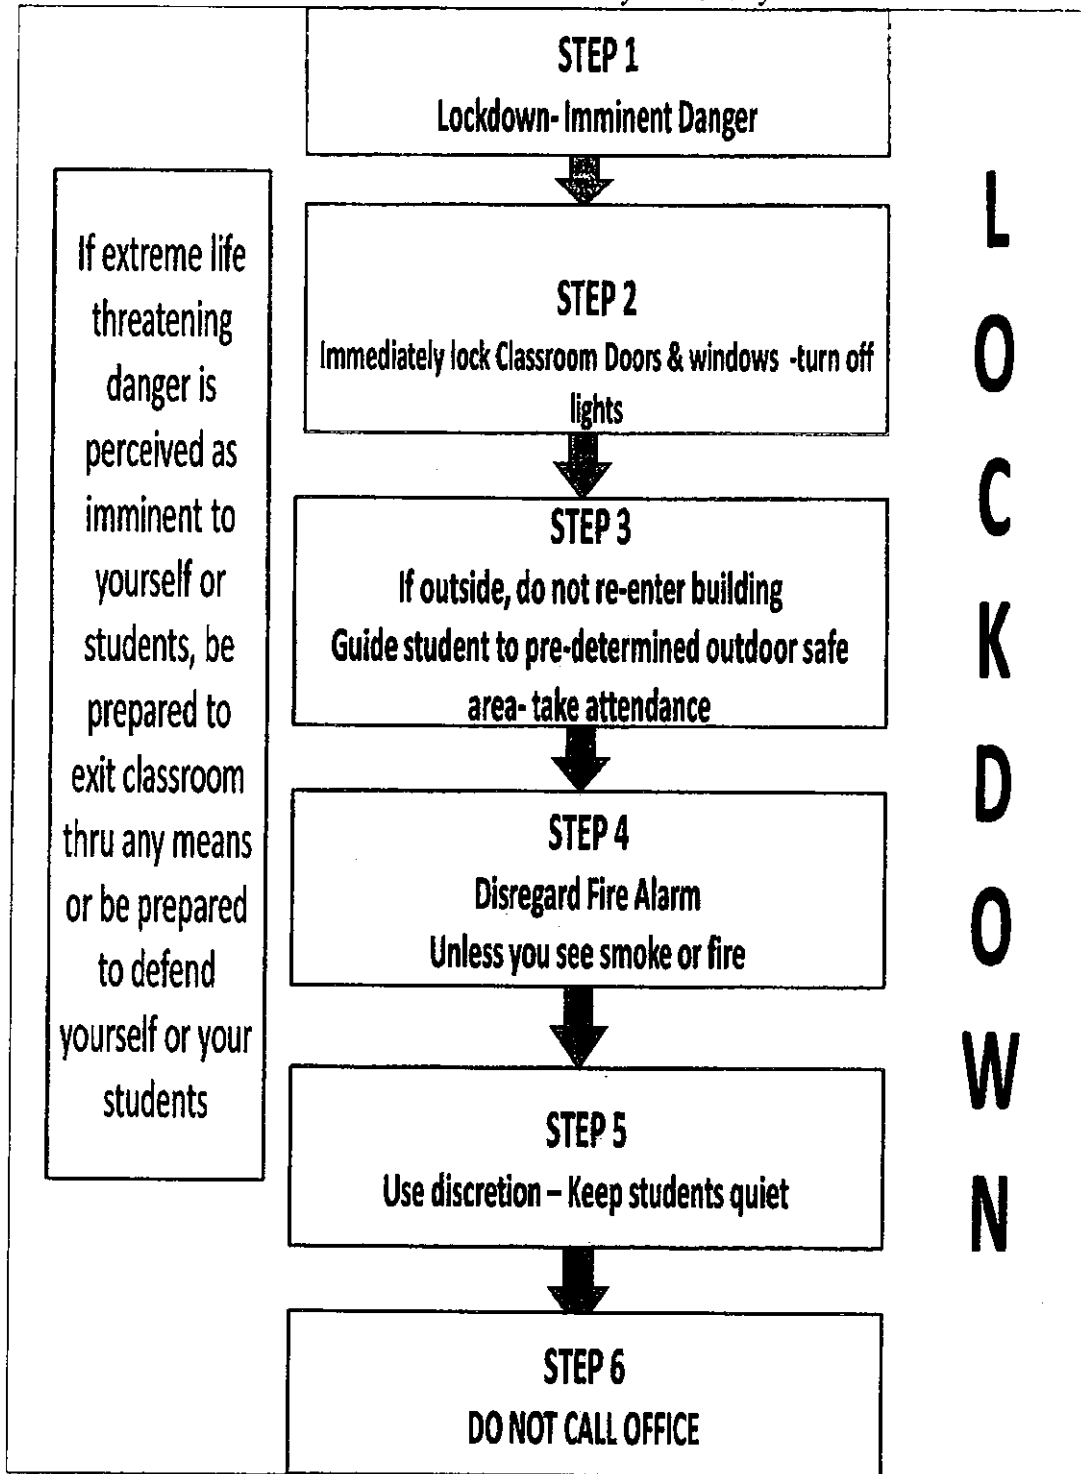 STEP 1
Lockdown- Imminent Danger
STEP 2
Immediately lock Classroom Doors & windows -turn off
lights
STEP 3
If outside, do not re-enter building
Guide student to pre-determined outdoor safe
area- take attendance
STEP 4
Disregard Fire Alarm
Unless you see smoke or fire
STEP 5
Use discretion – Keep students quiet
STEP 6
DO NOT CALL OFFICE
If extreme life
threatening
danger is
perceived as
imminent to
yourself or
students, be
prepared to
exit classroom
thru any means
or be prepared
to defend
yourself or your
students
L
O
C
K
D
O
W
N